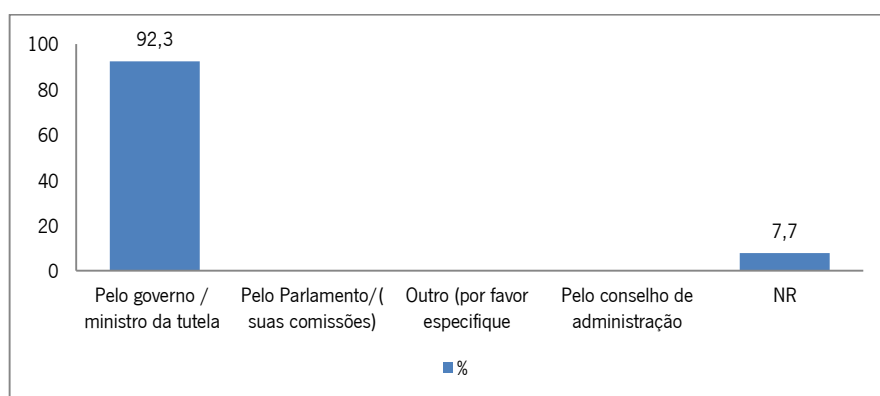 92,3
100
80
60
40
20
0
7,7
Pelo governo /
ministro da tutela
Pelo Parlamento/(
suas comissões)
Outro (por favor
especifique
Pelo conselho de
administração
NR
%